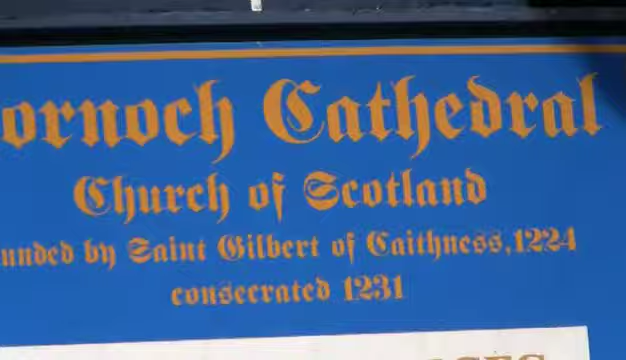 ornoch Cathedral
Church of Scotland
unded by Saint Gilbert of Caithness, 1224
consecrated 1231